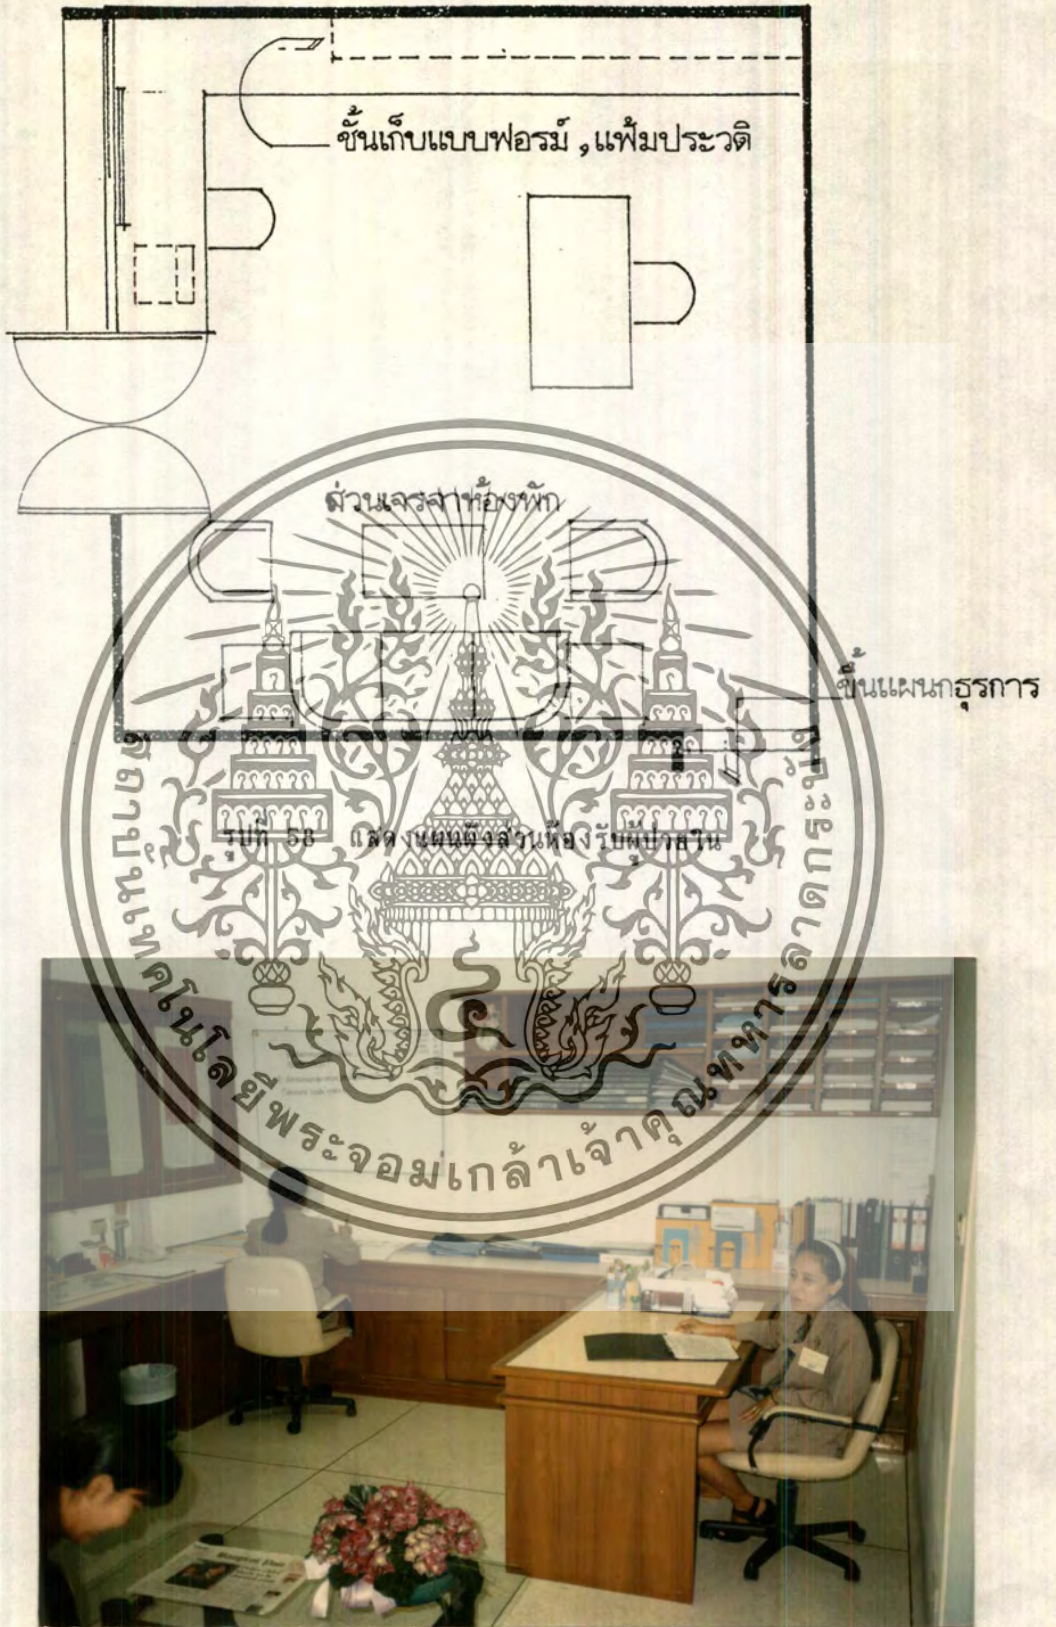 ชั้นเก็บแบบฟอรม์ ,แฟ้มประวดิ
ส่วนเจรจาห้องพัก
ขึ้นแผนกธุรการ
รูปที่ 58 แสดงแผนผังส่วนห้องรับผู้ป่วยใน
สถาบันเทคโนโลยีพระจอมเกล้าเจ้าคุณทหารลาดกระบัง